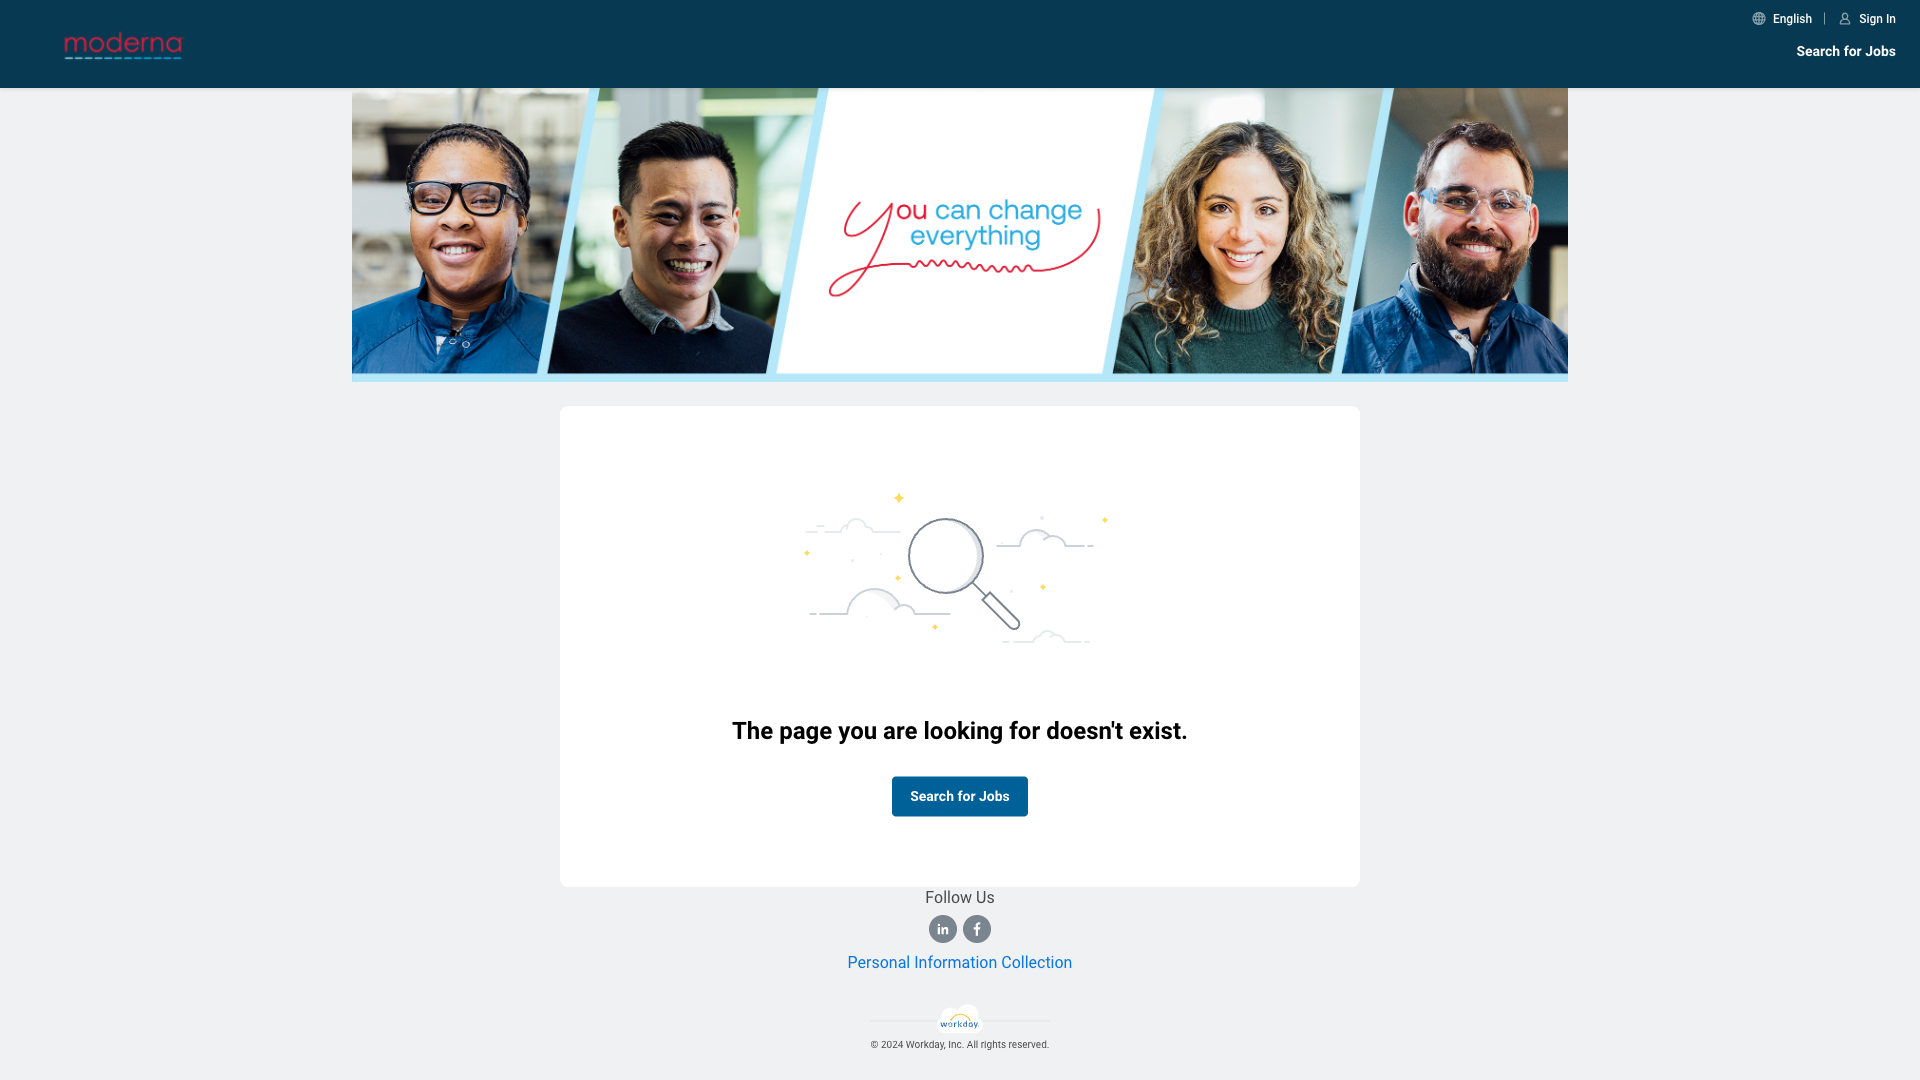 moderna
English
Sign In
Search for Jobs
you can change
everything
The page you are looking for doesn't exist.
Search for Jobs
Follow Us
in
f
Personal Information Collection
workday.
© 2024 Workday, Inc. All rights reserved.